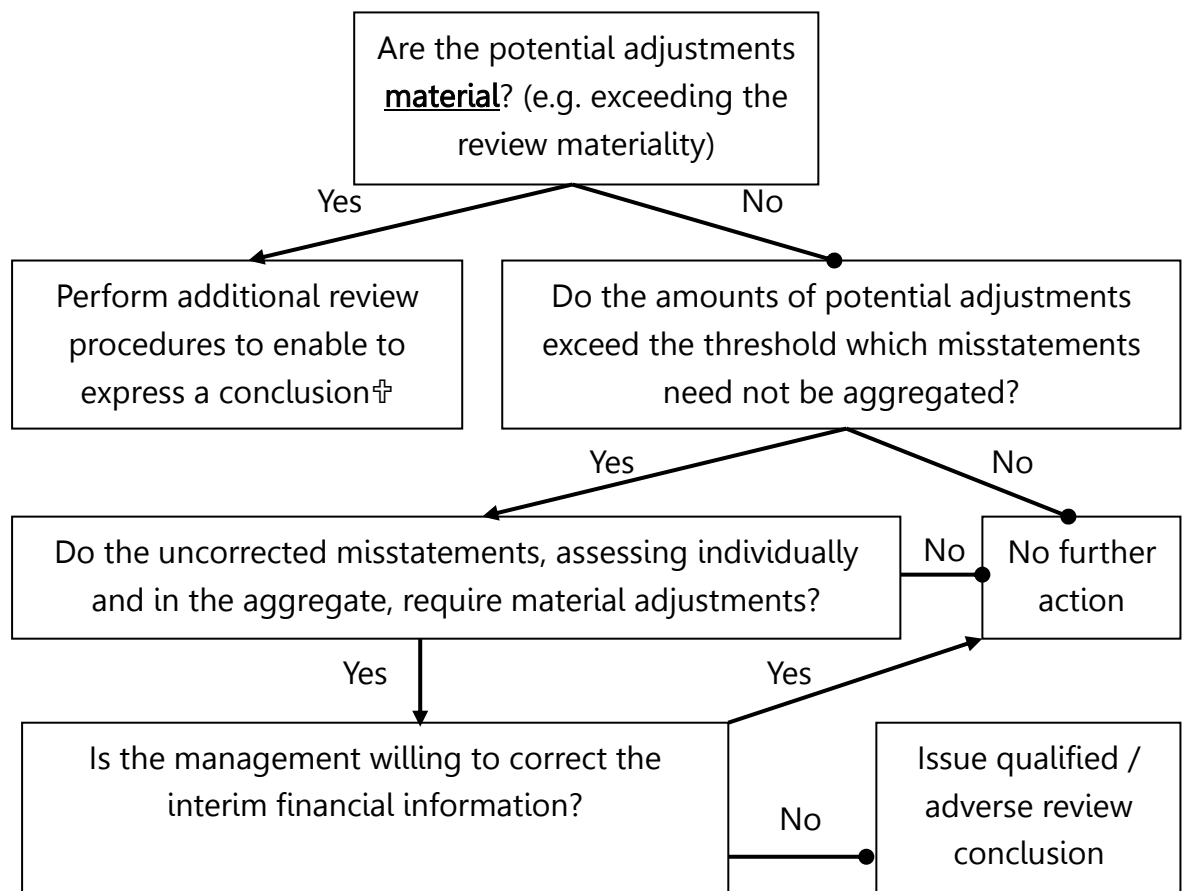 Are the potential adjustments
material? (e.g. exceeding the
review materiality)
Yes
No
Perform additional review
procedures to enable to
express a conclusion✞
Do the amounts of potential adjustments
exceed the threshold which misstatements
need not be aggregated?
Yes
No
Do the uncorrected misstatements, assessing individually
and in the aggregate, require material adjustments?
No
No further
action
Yes
Yes
Is the management willing to correct the
interim financial information?
No
Issue qualified /
adverse review
conclusion